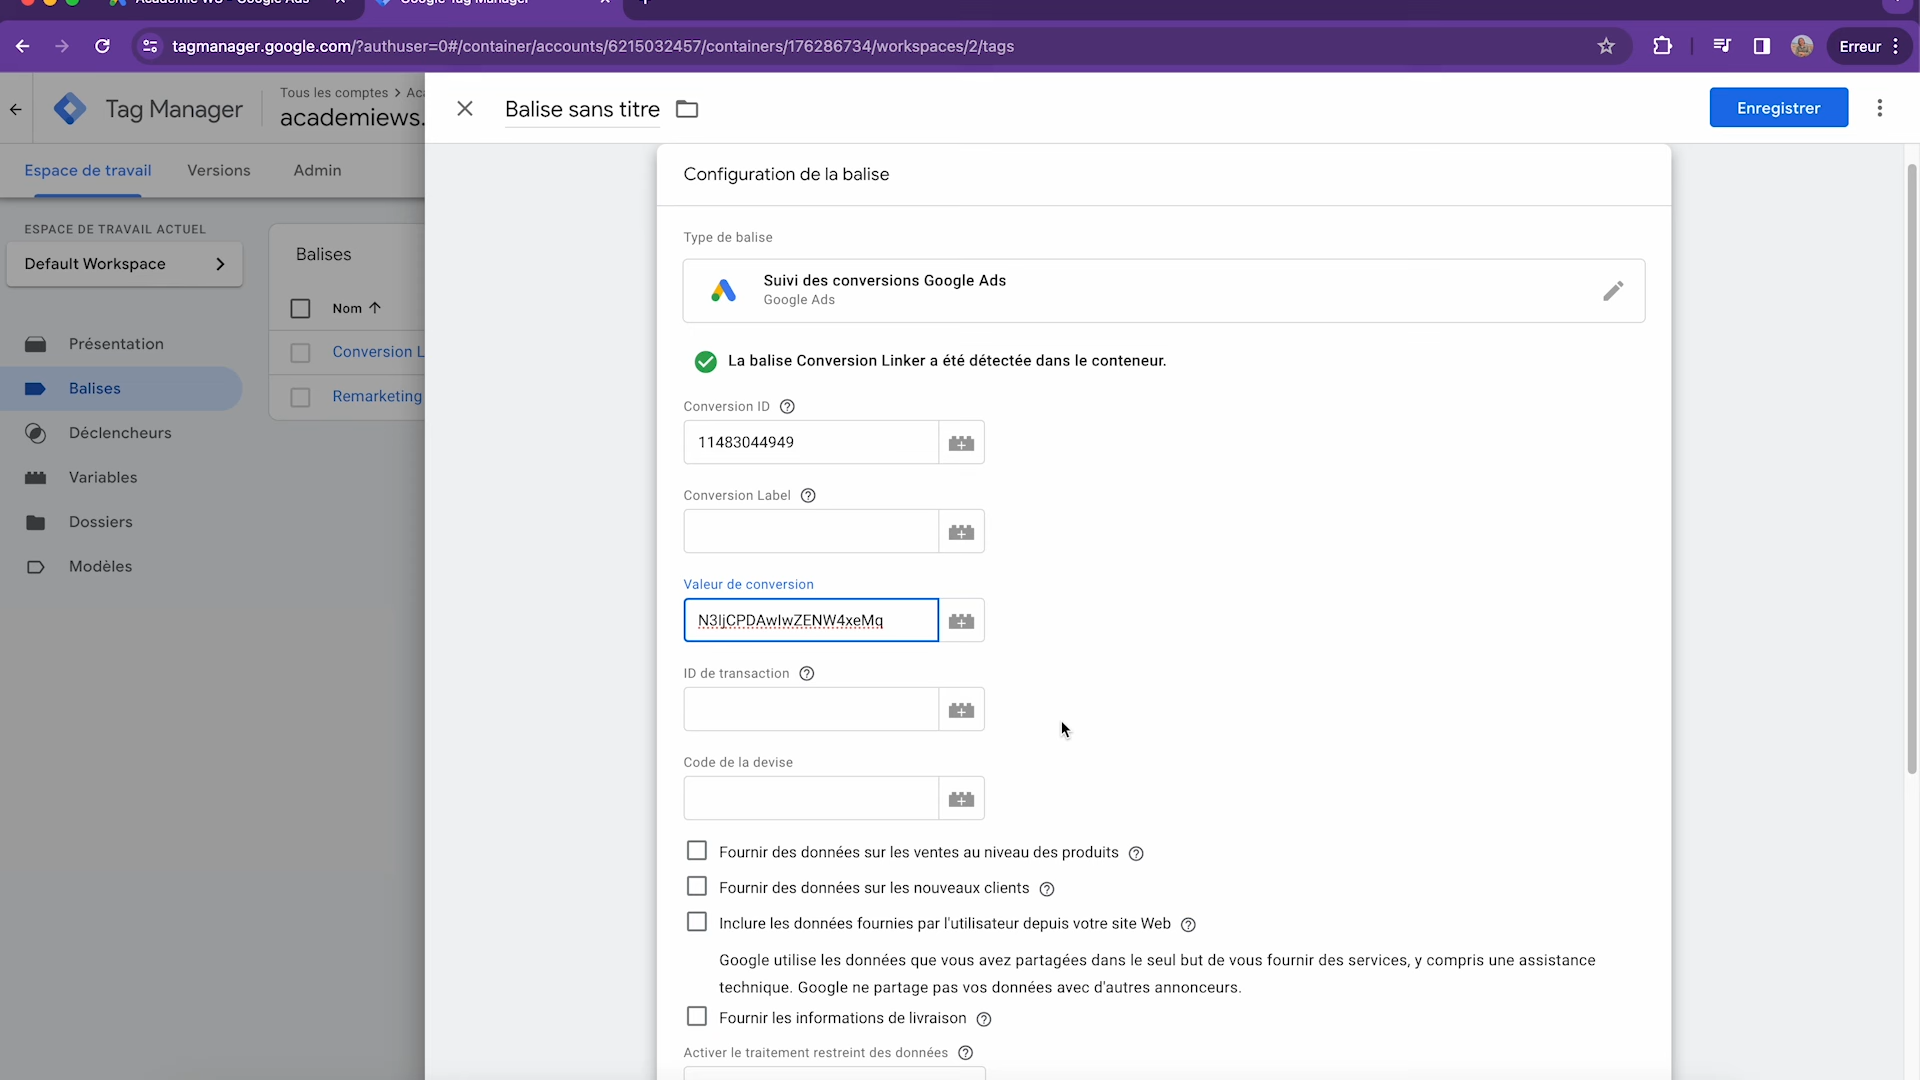 tagmanager.google.com/?authuser=0#/container/accounts/6215032457/containers/176286734/workspaces/2/tags
Erreur
Tag Manager
Tous les comptes > Ac
academiews.
Balise sans titre
Enregistrer
Espace de travail
Versions
Admin
ESPACE DE TRAVAIL ACTUEL
Default Workspace
Présentation
Balises
Déclencheurs
Variables
Dossiers
Modèles
Balises
Nom
Conversion L
Remarketing
Configuration de la balise
Type de balise
Suivi des conversions Google Ads
Google Ads
La balise Conversion Linker a été détectée dans le conteneur.
Conversion ID
11483044949
Conversion Label
Valeur de conversion
N3IjCPDAwIwZENW4xeMq
ID de transaction
Code de la devise
Fournir des données sur les ventes au niveau des produits
Fournir des données sur les nouveaux clients
Inclure les données fournies par l'utilisateur depuis votre site Web
Google utilise les données que vous avez partagées dans le seul but de vous fournir des services, y compris une assistance
technique. Google ne partage pas vos données avec d'autres annonceurs.
Fournir les informations de livraison
Activer le traitement restreint des données